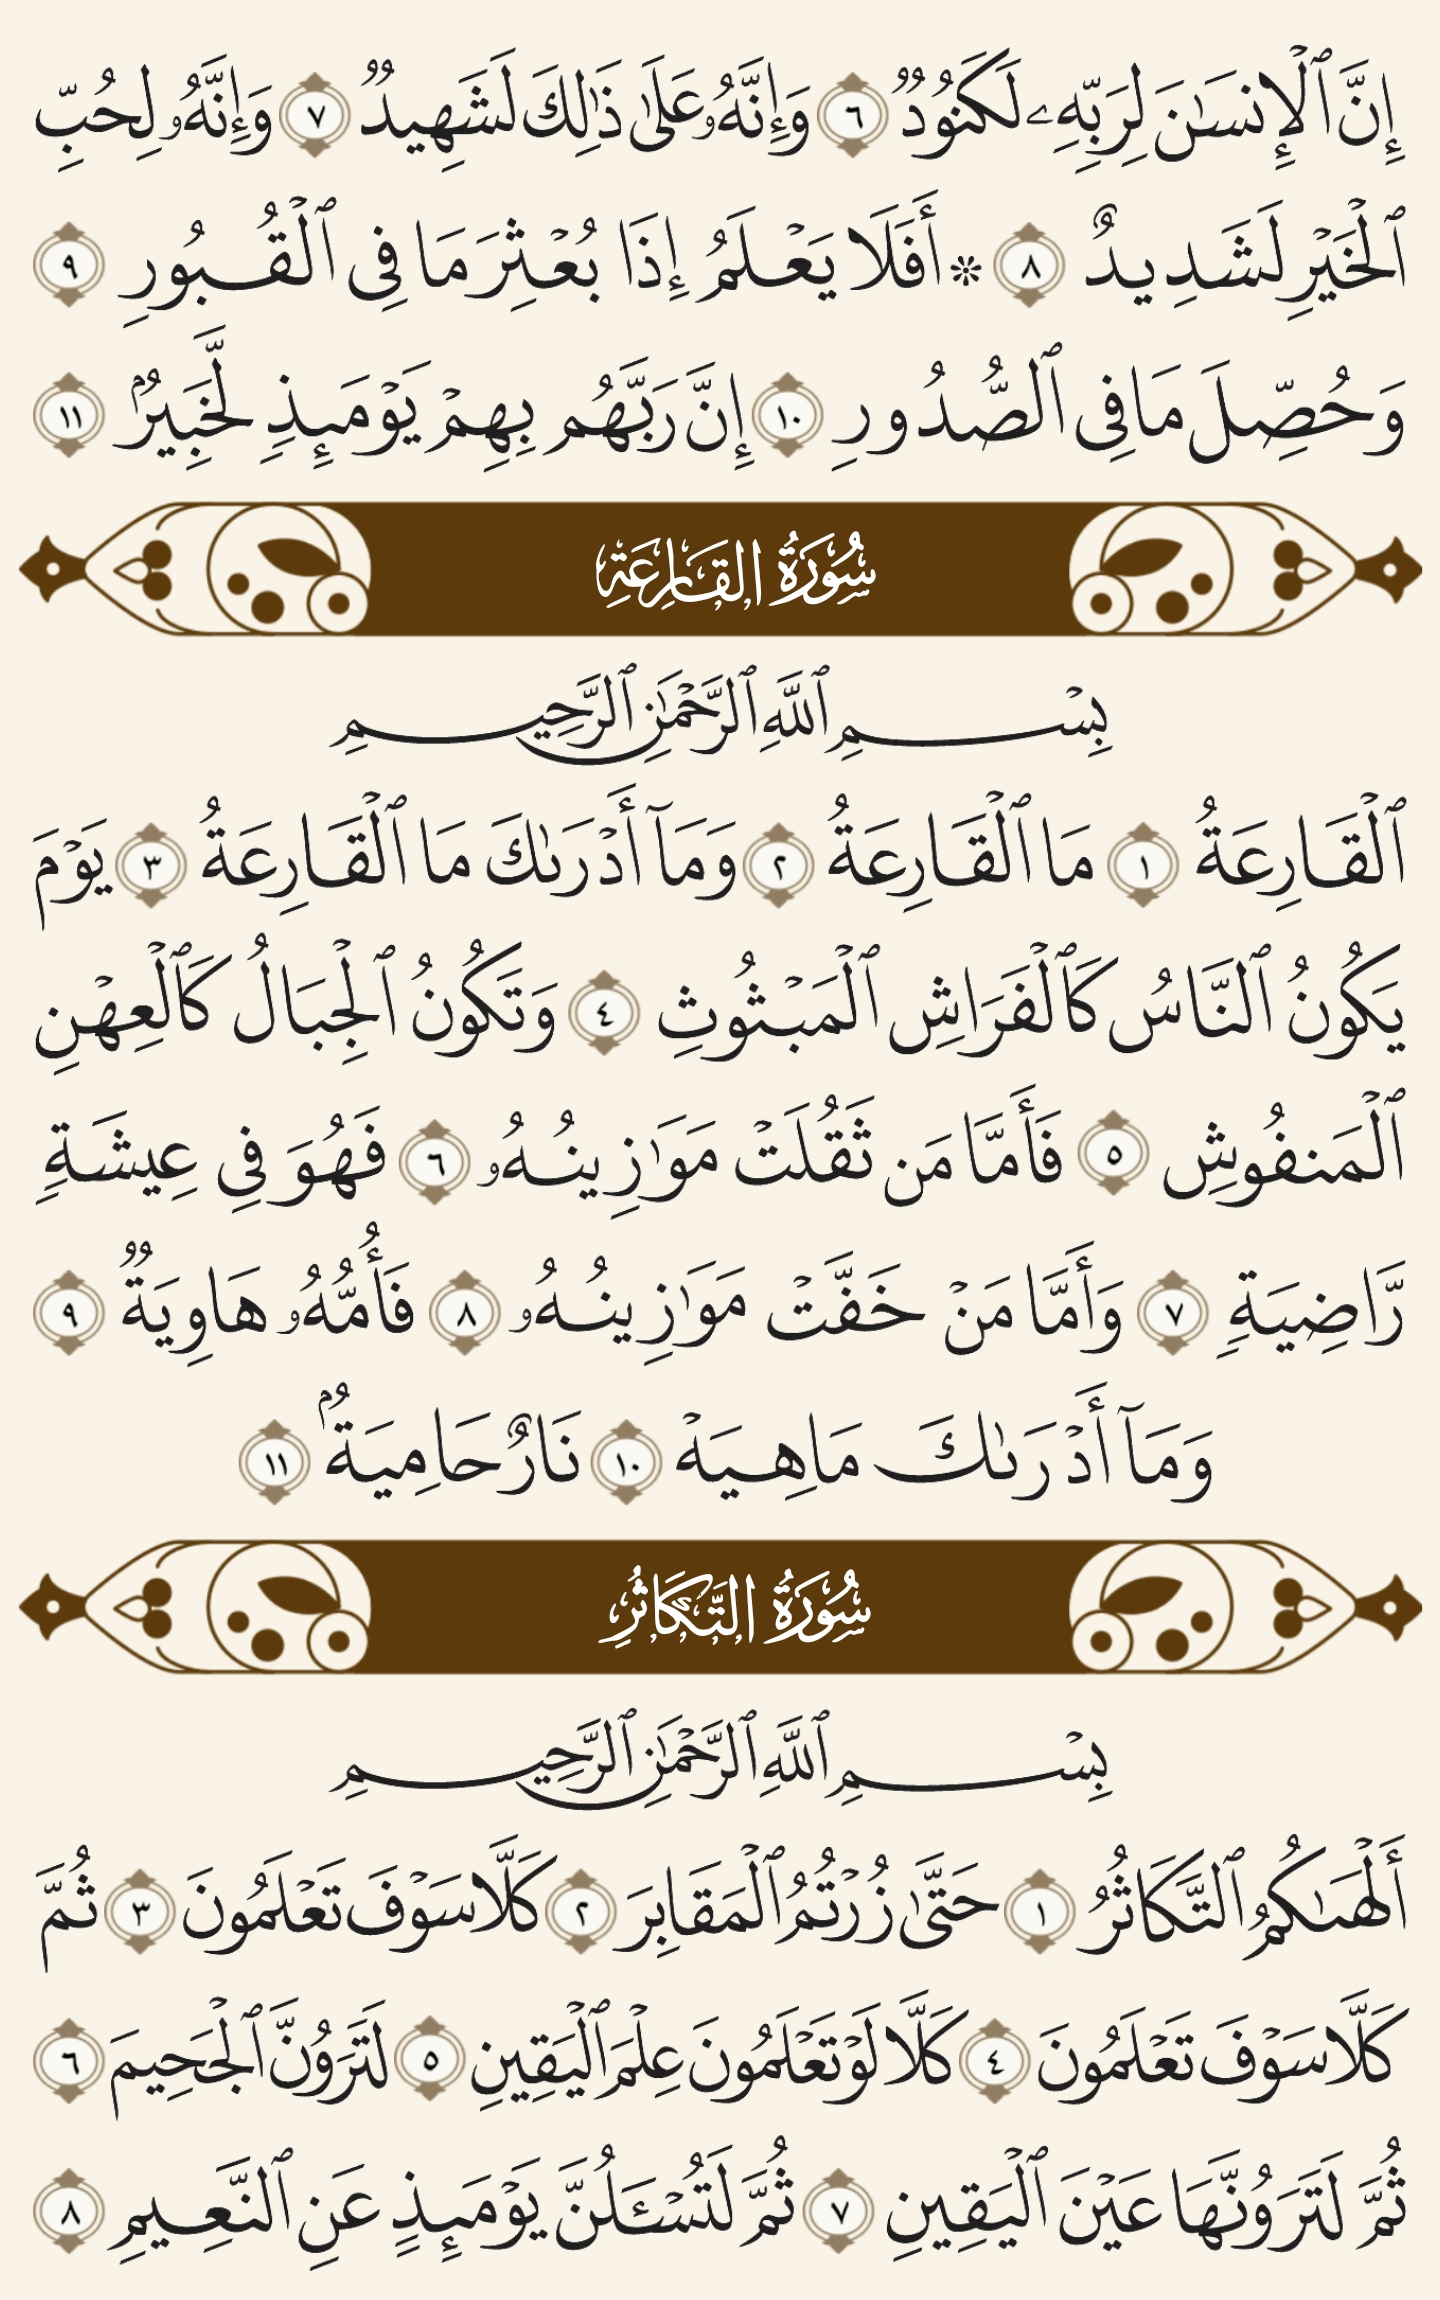 إِنَّ ٱلْإِنسَـٰنَ لِرَبِّهِۦ لَكَنُودٌ ٦ وَإِنَّهُۥ عَلَىٰ ذَٰلِكَ لَشَهِيدٌ ٧ وَإِنَّهُۥ لِحُبِّ
ٱلْخَيْرِ لَشَدِيدٌ ٨ ۞ أَفَلَا يَعْلَمُ إِذَا بُعْثِرَ مَا فِى ٱلْقُبُورِ ٩
وَحُصِّلَ مَا فِى ٱلصُّدُورِ ١٠ إِنَّ رَبَّهُم بِهِمْ يَوْمَئِذٍ لَّخَبِيرٌۢ ١١
سُورَةُ القَارِعَةِ
بِسْمِ ٱللَّهِ ٱلرَّحْمَـٰنِ ٱلرَّحِيمِ
ٱلْقَارِعَةُ ١ مَا ٱلْقَارِعَةُ ٢ وَمَآ أَدْرَىٰكَ مَا ٱلْقَارِعَةُ ٣ يَوْمَ
يَكُونُ ٱلنَّاسُ كَٱلْفَرَاشِ ٱلْمَبْثُوثِ ٤ وَتَكُونُ ٱلْجِبَالُ كَٱلْعِهْنِ
ٱلْمَنفُوشِ ٥ فَأَمَّا مَن ثَقُلَتْ مَوَٰزِينُهُۥ ٦ فَهُوَ فِى عِيشَةٍ
رَّاضِيَةٍ ٧ وَأَمَّا مَنْ خَفَّتْ مَوَٰزِينُهُۥ ٨ فَأُمُّهُۥ هَاوِيَةٌ ٩
وَمَآ أَدْرَىٰكَ مَا هِيَهْ ١٠ نَارٌ حَامِيَةٌۢ ١١
سُورَةُ التَّكَاثُرِ
بِسْمِ ٱللَّهِ ٱلرَّحْمَـٰنِ ٱلرَّحِيمِ
أَلْهَىٰكُمُ ٱلتَّكَاثُرُ ١ حَتَّىٰ زُرْتُمُ ٱلْمَقَابِرَ ٢ كَلَّا سَوْفَ تَعْلَمُونَ ٣ ثُمَّ
كَلَّا سَوْفَ تَعْلَمُونَ ٤ كَلَّا لَوْ تَعْلَمُونَ عِلْمَ ٱلْيَقِينِ ٥ لَتَرَوُنَّ ٱلْجَحِيمَ ٦
ثُمَّ لَتَرَوُنَّهَا عَيْنَ ٱلْيَقِينِ ٧ ثُمَّ لَتُسْـَٔلُنَّ يَوْمَئِذٍ عَنِ ٱلنَّعِيمِ ٨